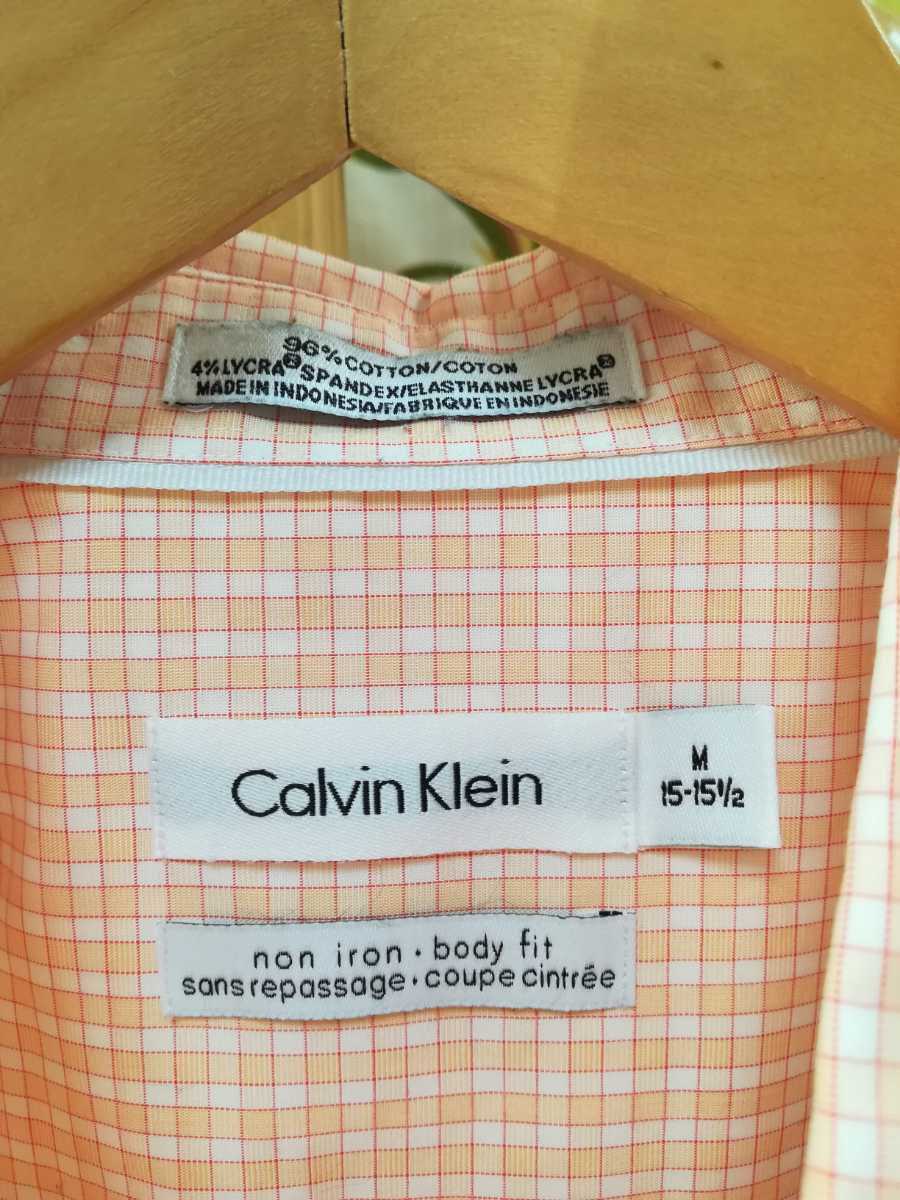 96% COTTON/COTON
4% LYCRA® SPANDEX/ELASTHANNE LYCRA®
MADE IN INDONESIA/FABRIQUE EN INDONESIE
Calvin Klein
M
15-15½
non iron · body fit
sans repassage · coupe cintrée